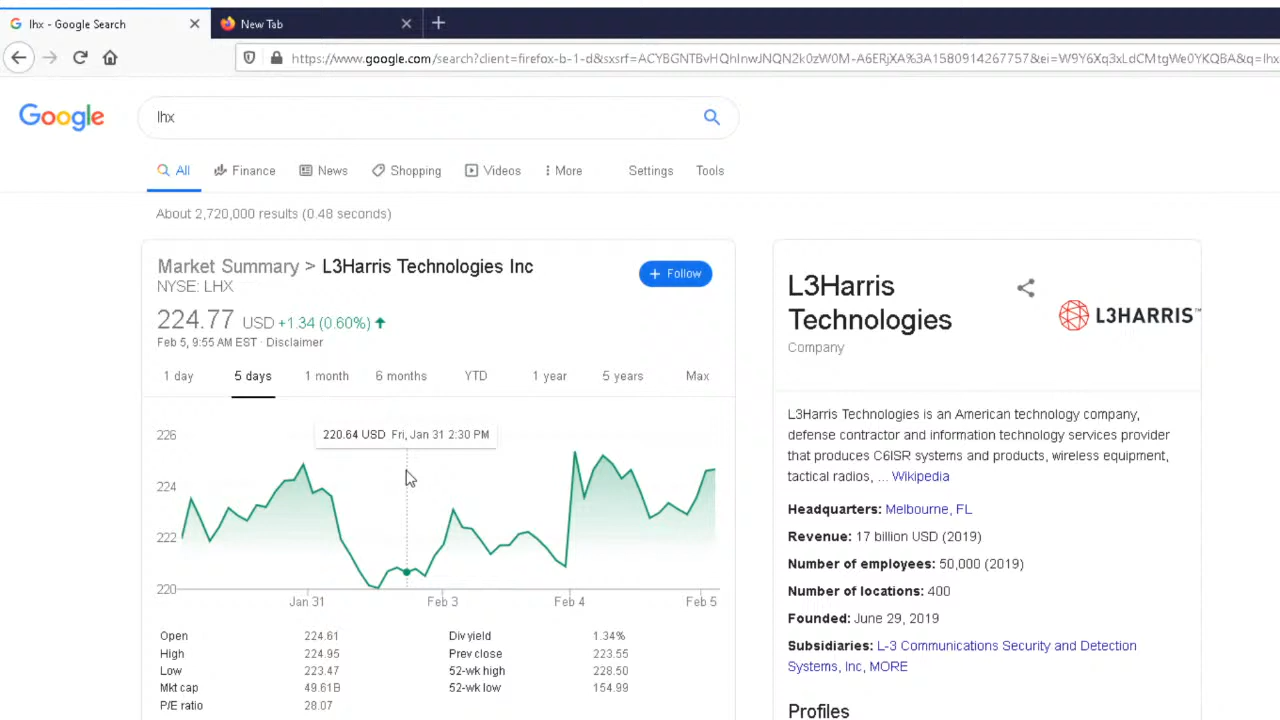 lhx - Google Search
New Tab
https://www.google.com/search?client=firefox-b-1-d&sxsrf=ACYBGNTBvHQhlnwJNQN2k0zW0M-A6ERjXA%3A1580914267757&ei=W9Y6Xq3xLdCMtgWe0YKQBA&q=lhx
Google
lhx
All Finance News Shopping Videos More Settings Tools
About 2,720,000 results (0.48 seconds)
Market Summary > L3Harris Technologies Inc
NYSE: LHX
+ Follow
224.77 USD +1.34 (0.60%)
Feb 5, 9:55 AM EST · Disclaimer
1 day 5 days 1 month 6 months YTD 1 year 5 years Max
220.64 USD Fri, Jan 31 2:30 PM
226
224
222
220
Jan 31 Feb 3 Feb 4 Feb 5
Open 224.61 Div yield 1.34%
High 224.95 Prev close 223.55
Low 223.47 52-wk high 228.50
Mkt cap 49.61B 52-wk low 154.99
P/E ratio 28.07
L3Harris
Technologies
Company
L3HARRIS™
L3Harris Technologies is an American technology company,
defense contractor and information technology services provider
that produces C6ISR systems and products, wireless equipment,
tactical radios, ... Wikipedia
Headquarters: Melbourne, FL
Revenue: 17 billion USD (2019)
Number of employees: 50,000 (2019)
Number of locations: 400
Founded: June 29, 2019
Subsidiaries: L-3 Communications Security and Detection
Systems, Inc, MORE
Profiles